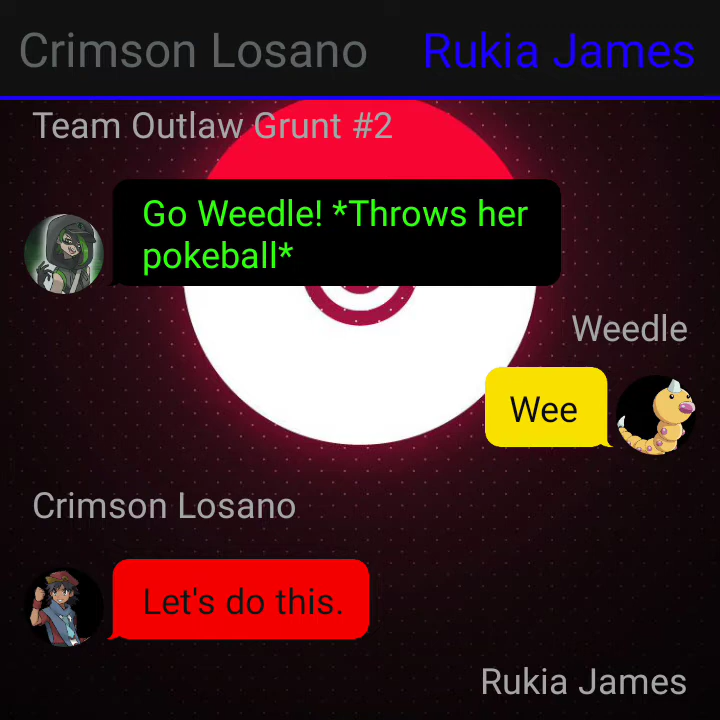 Crimson Losano Rukia James
Team Outlaw Grunt #2
Go Weedle! *Throws her
pokeball*
Weedle
Wee
Crimson Losano
Let's do this.
Rukia James